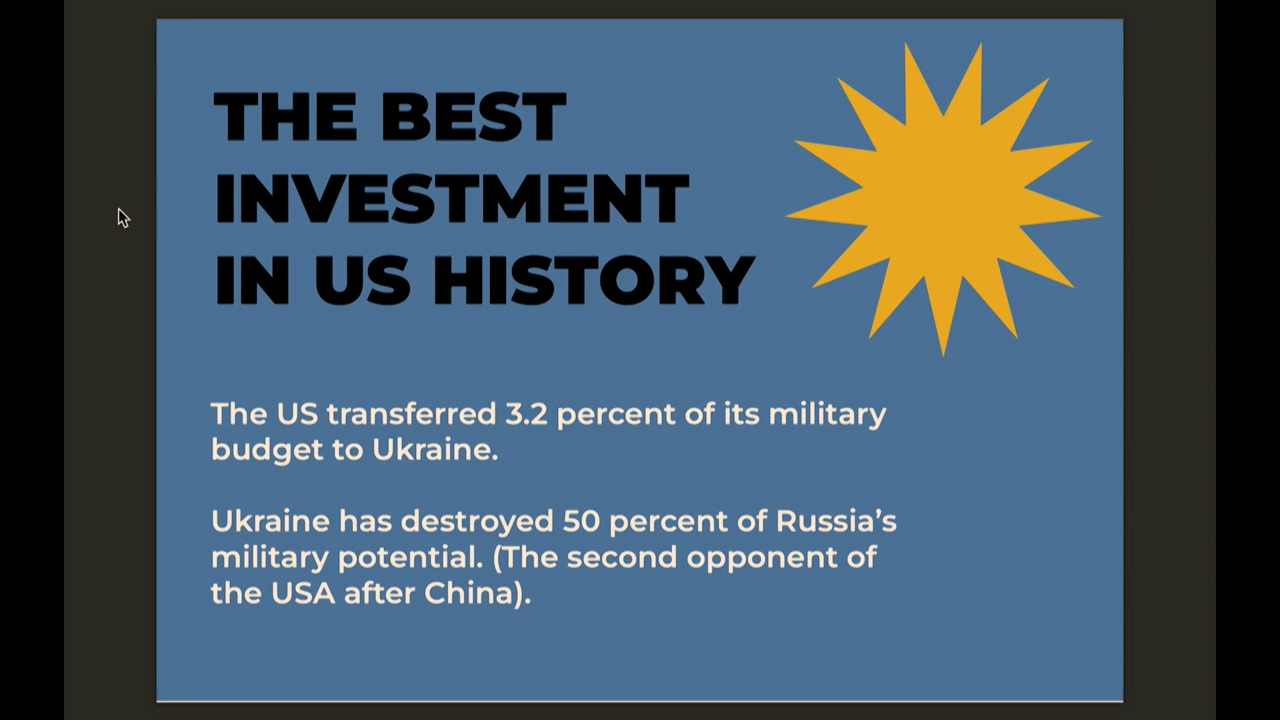 THE BEST
INVESTMENT
IN US HISTORY
The US transferred 3.2 percent of its military
budget to Ukraine.
Ukraine has destroyed 50 percent of Russia’s
military potential. (The second opponent of
the USA after China).